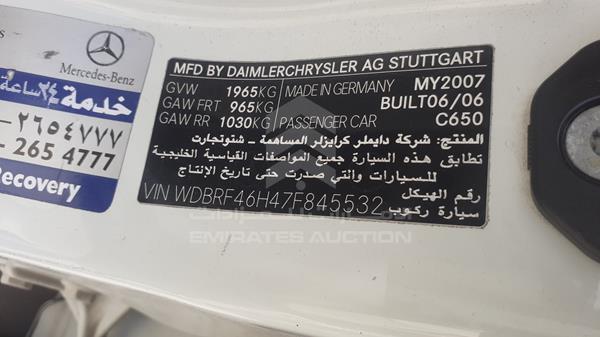 Mercedes-Benz
خدمة ٢٤ ساعة
٢٦٥٤٧٧٧
- 265 4777
Recovery
MFD BY DAIMLERCHRYSLER AG STUTTGART
GVW 1965KG MADE IN GERMANY MY2007
GAW FRT 965KG BUILT06/06
GAW RR 1030KG PASSENGER CAR C650
المنتج: شركة دايملر كرايزلر المساهمة - شتوتجارت
تطابق هذه السيارة جميع المواصفات القياسية الخليجية
للسيارات والتي صدرت حتى تاريخ الإنتاج
رقم الهيكل
VIN WDBRF46H47F845532
سيارة ركوب
EMIRATES AUCTION